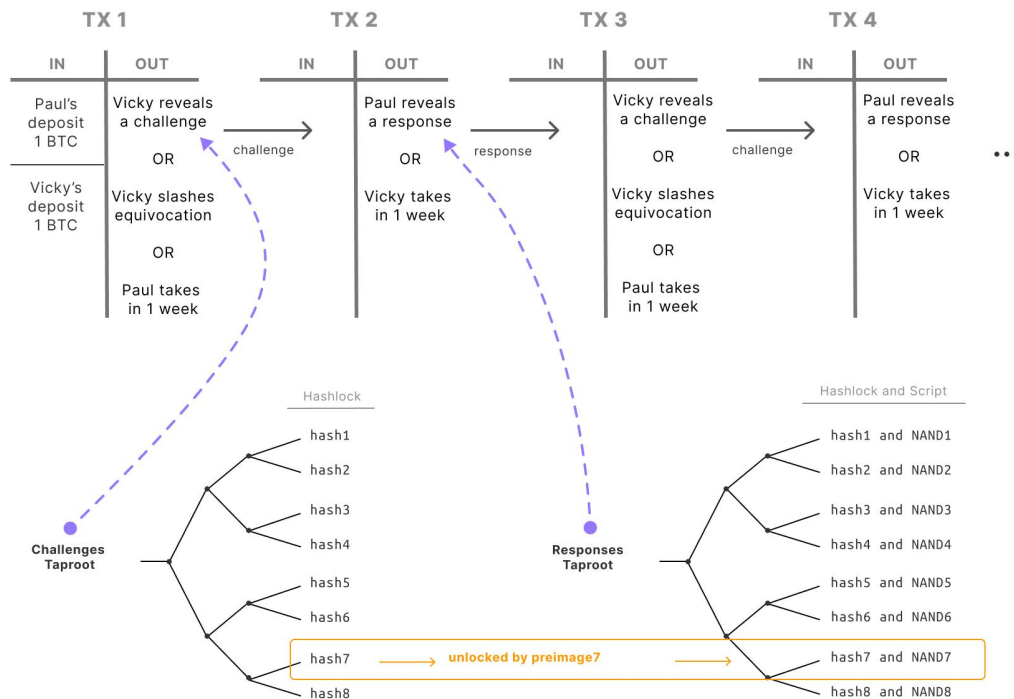 TX 1
TX 2
TX 3
TX 4
IN
OUT
IN
OUT
IN
OUT
IN
OUT
Paul's
deposit
1 BTC
Vicky's
deposit
1 BTC
Vicky reveals
a challenge
OR
Vicky slashes
equivocation
OR
Paul takes
in 1 week
challenge
Paul reveals
a response
OR
Vicky takes
in 1 week
response
Vicky reveals
a challenge
OR
Vicky slashes
equivocation
OR
Paul takes
in 1 week
challenge
Paul reveals
a response
OR
Vicky takes
in 1 week
Hashlock
hash1
hash2
hash3
hash4
hash5
hash6
hash7
hash8
Challenges
Taproot
unlocked by preimage7
Responses
Taproot
Hashlock and Script
hash1 and NAND1
hash2 and NAND2
hash3 and NAND3
hash4 and NAND4
hash5 and NAND5
hash6 and NAND6
hash7 and NAND7
hash8 and NAND8